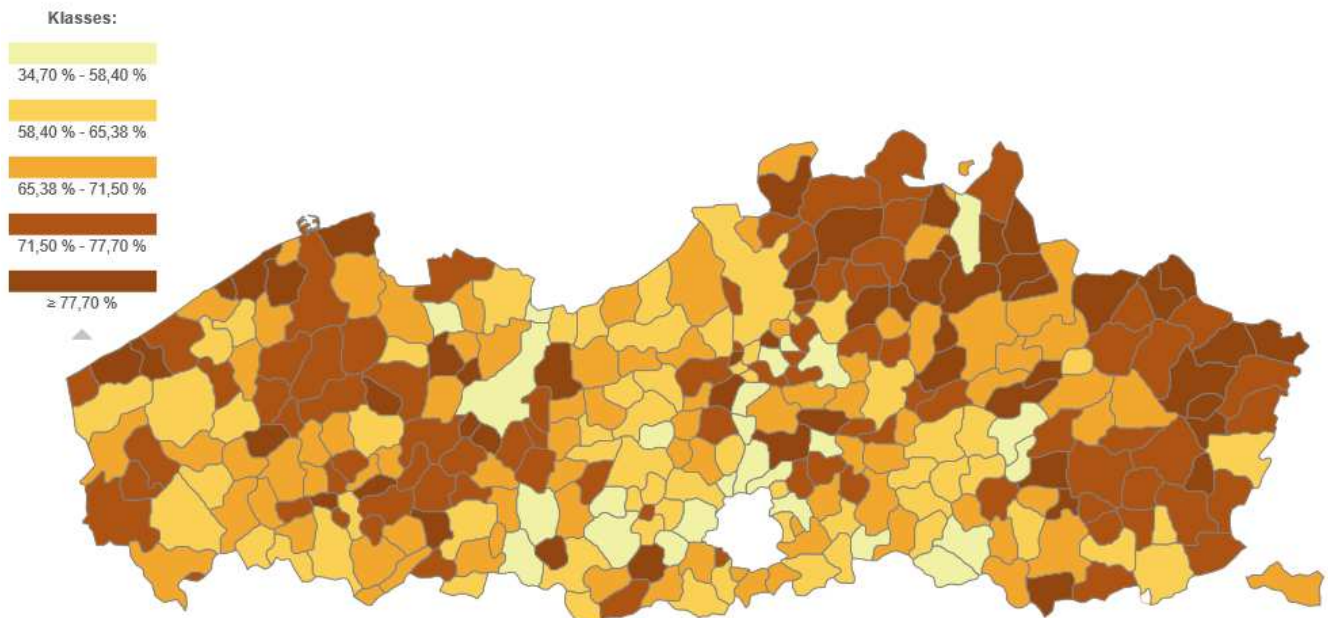 Klasses:
34,70 % - 58,40 %
58,40 % - 65,38 %
65,38 % - 71,50 %
71,50 % - 77,70 %
≥ 77,70 %